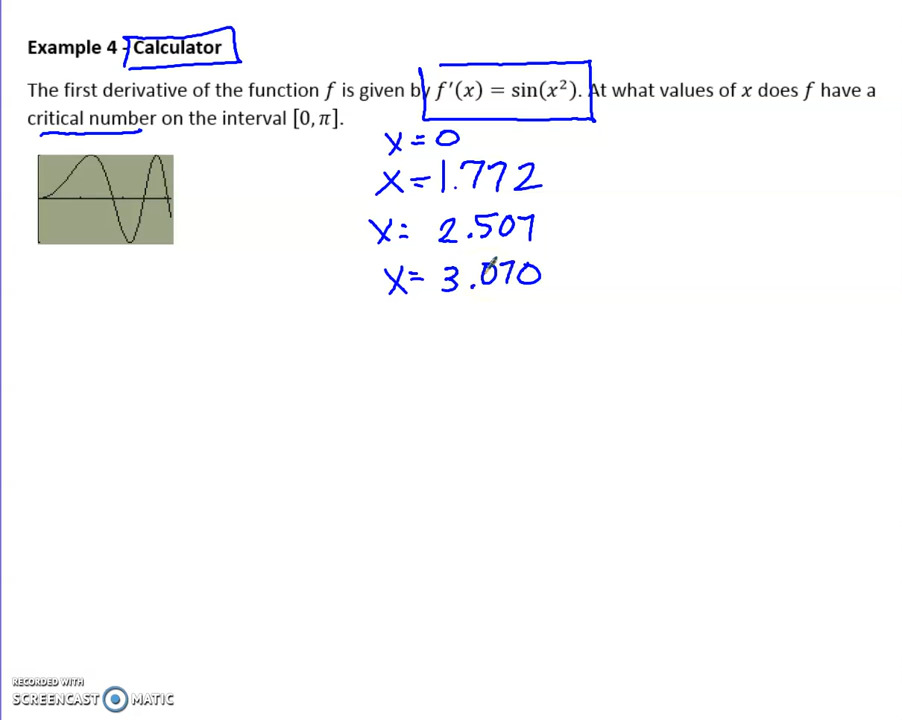 Example 4 - Calculator
The first derivative of the function f is given by f'(x) = sin(x²). At what values of x does f have a
critical number on the interval [0, π].
x = 0
x = 1.772
x = 2.507
x = 3.070
RECORDED WITH
SCREENCAST MATIC